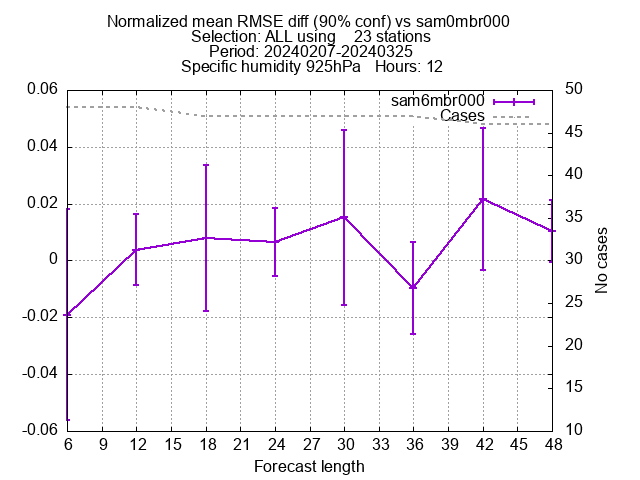 Normalized mean RMSE diff (90% conf) vs sam0mbr000
Selection: ALL using    23 stations
Period: 20240207-20240325
Specific humidity 925hPa   Hours: 12
sam6mbr000
Cases
0.06
0.04
0.02
0
-0.02
-0.04
-0.06
50
45
40
35
30
25
20
15
10
No cases
6 9 12 15 18 21 24 27 30 33 36 39 42 45 48
Forecast length